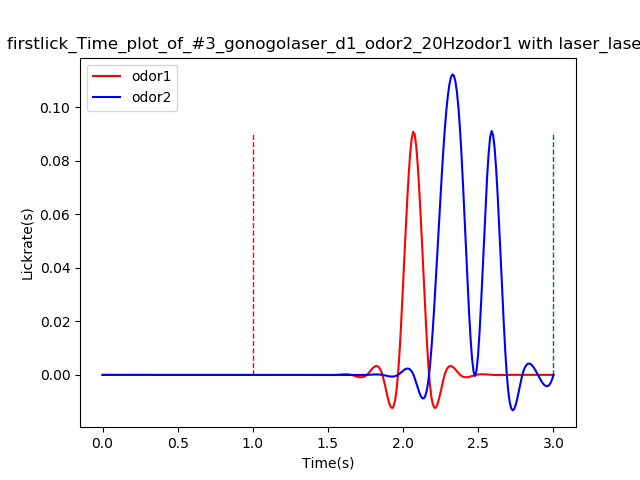 firstlick_Time_plot_of_#3_gonogolaser_d1_odor2_20Hzodor1 with laser_lase
odor1
odor2
0.10
0.08
0.06
0.04
0.02
0.00
Lickrate(s)
0.0 0.5 1.0 1.5 2.0 2.5 3.0
Time(s)